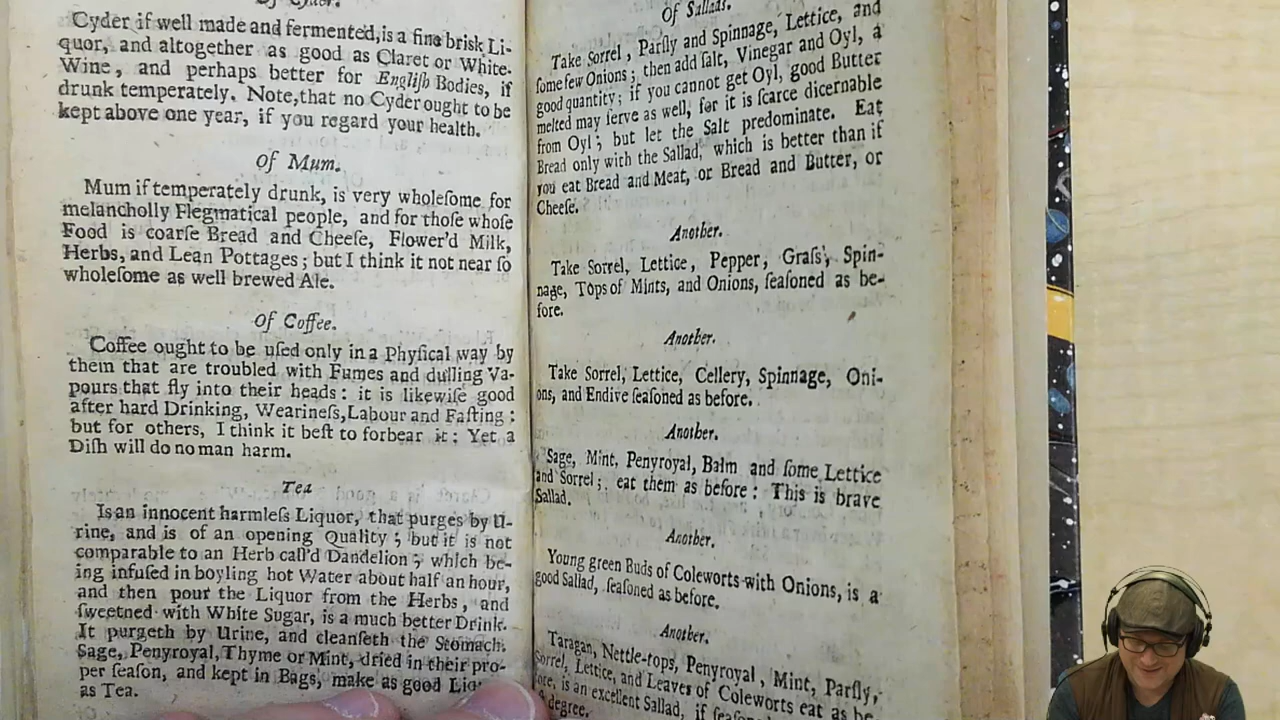 Of Cyder.
Cyder if well made and fermented, is a fine brisk Li-
quor, and altogether as good as Claret or White-
Wine, and perhaps better for Engliſh Bodies, if
drunk temperately. Note, that no Cyder ought to be
kept above one year, if you regard your health.
Of Mum.
Mum if temperately drunk, is very wholeſome for
melancholly Flegmatical people, and for thoſe whoſe
Food is coarſe Bread and Cheeſe, Flower'd Milk,
Herbs, and Lean Pottages; but I think it not near ſo
wholeſome as well brewed Ale.
Of Coffee.
Coffee ought to be uſed only in a Phyſical way by
them that are troubled with Fumes and dulling Va-
pours that fly into their heads: it is likewiſe good
after hard Drinking, Wearineſs, Labour and Faſting:
but for others, I think it beſt to forbear it: Yet a
Diſh will do no man harm.
Tea
Is an innocent harmleſs Liquor, that purges by U-
rine, and is of an opening Quality; but it is not
comparable to an Herb call'd Dandelion; which be-
ing infuſed in boyling hot Water about half an hour,
and then pour the Liquor from the Herbs, and
ſweetned with White Sugar, is a much better Drink.
It purgeth by Urine, and cleanſeth the Stomach.
Sage, Penyroyal, Thyme or Mint, dried in their pro-
per ſeaſon, and kept in Bags, make as good
as Tea.
Of Sallads.
Take Sorrel, Parſly and Spinnage, Lettice, and
ſome few Onions; then add ſalt, Vinegar and Oyl, a
good quantity; if you cannot get Oyl, good Butter
melted may ſerve as well, for it is ſcarce dicernable
from Oyl; but let the Salt predominate. Eat
Bread only with the Sallad, which is better than if
you eat Bread and Meat, or Bread and Butter, or
Cheeſe.
Another.
Take Sorrel, Lettice, Pepper, Graſs, Spin-
nage, Tops of Mints, and Onions, ſeaſoned as be-
fore.
Another.
Take Sorrel, Lettice, Cellery, Spinnage, Oni-
ons, and Endive ſeaſoned as before.
Another.
Sage, Mint, Penyroyal, Balm and ſome Lettice
and Sorrel; eat them as before: This is brave
Sallad.
Another.
Young green Buds of Coleworts with Onions, is a
good Sallad, ſeaſoned as before.
Another.
Taragan, Nettle-tops, Penyroyal, Mint, Parſly,
Sorrel, Lettice, and Leaves of Coleworts eat as be
fore, is an excellent Sallad, if
degree.